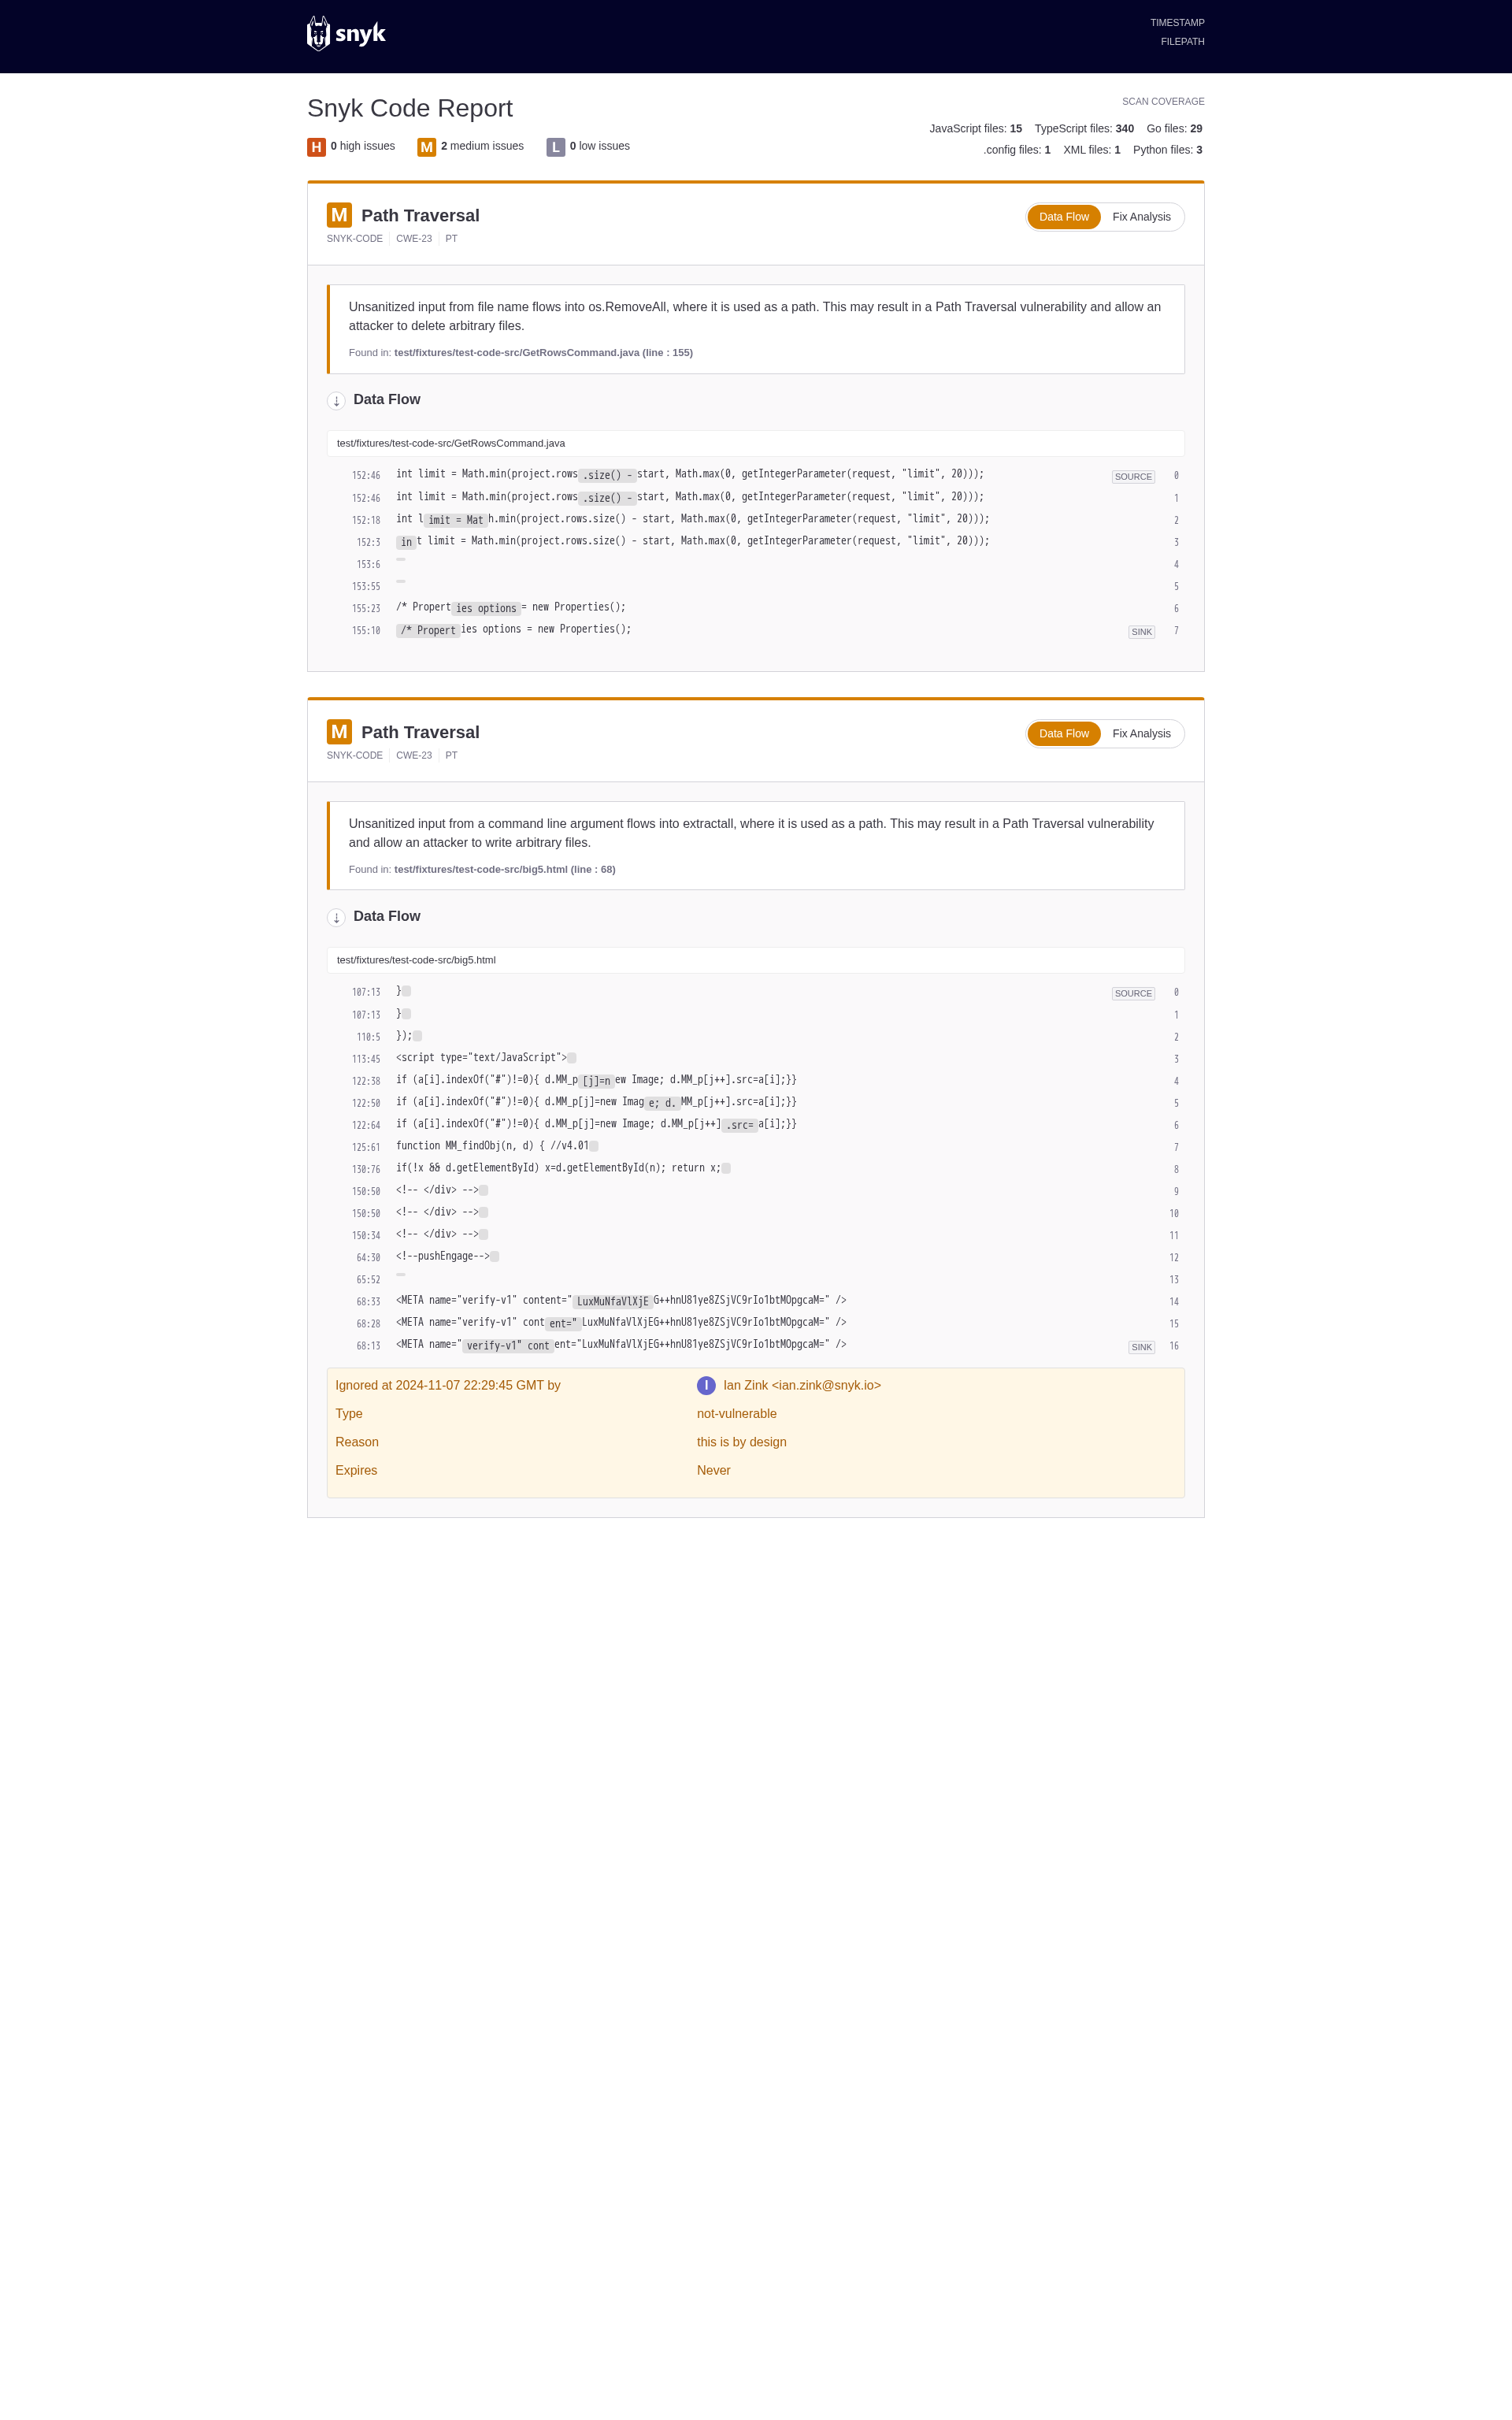 snyk
TIMESTAMP
FILEPATH
Snyk Code Report
SCAN COVERAGE
H 0 high issues M 2 medium issues L 0 low issues
JavaScript files: 15 TypeScript files: 340 Go files: 29
.config files: 1 XML files: 1 Python files: 3
M Path Traversal
Data Flow Fix Analysis
SNYK-CODE CWE-23 PT
Unsanitized input from file name flows into os.RemoveAll, where it is used as a path. This may result in a Path Traversal vulnerability and allow an
attacker to delete arbitrary files.
Found in: test/fixtures/test-code-src/GetRowsCommand.java (line : 155)
Data Flow
test/fixtures/test-code-src/GetRowsCommand.java
152:46 int limit = Math.min(project.rows.size() - start, Math.max(0, getIntegerParameter(request, "limit", 20))); SOURCE 0
152:46 int limit = Math.min(project.rows.size() - start, Math.max(0, getIntegerParameter(request, "limit", 20))); 1
152:18 int limit = Math.min(project.rows.size() - start, Math.max(0, getIntegerParameter(request, "limit", 20))); 2
152:3 int limit = Math.min(project.rows.size() - start, Math.max(0, getIntegerParameter(request, "limit", 20))); 3
153:6 4
153:55 5
155:23 /* Properties options = new Properties(); 6
155:10 /* Properties options = new Properties(); SINK 7
M Path Traversal
Data Flow Fix Analysis
SNYK-CODE CWE-23 PT
Unsanitized input from a command line argument flows into extractall, where it is used as a path. This may result in a Path Traversal vulnerability
and allow an attacker to write arbitrary files.
Found in: test/fixtures/test-code-src/big5.html (line : 68)
Data Flow
test/fixtures/test-code-src/big5.html
107:13 } SOURCE 0
107:13 } 1
110:5 }); 2
113:45 <script type="text/JavaScript"> 3
122:38 if (a[i].indexOf("#")!=0){ d.MM_p[j]=new Image; d.MM_p[j++].src=a[i];}} 4
122:50 if (a[i].indexOf("#")!=0){ d.MM_p[j]=new Image; d.MM_p[j++].src=a[i];}} 5
122:64 if (a[i].indexOf("#")!=0){ d.MM_p[j]=new Image; d.MM_p[j++].src=a[i];}} 6
125:61 function MM_findObj(n, d) { //v4.01 7
130:76 if(!x && d.getElementById) x=d.getElementById(n); return x; 8
150:50 <!-- </div> --> 9
150:50 <!-- </div> --> 10
150:34 <!-- </div> --> 11
64:30 <!--pushEngage--> 12
65:52 13
68:33 <META name="verify-v1" content="LuxMuNfaVlXjEG++hnU81ye8ZSjVC9rIo1btMOpgcaM=" /> 14
68:28 <META name="verify-v1" content="LuxMuNfaVlXjEG++hnU81ye8ZSjVC9rIo1btMOpgcaM=" /> 15
68:13 <META name="verify-v1" content="LuxMuNfaVlXjEG++hnU81ye8ZSjVC9rIo1btMOpgcaM=" /> SINK 16
Ignored at 2024-11-07 22:29:45 GMT by I Ian Zink <ian.zink@snyk.io>
Type not-vulnerable
Reason this is by design
Expires Never